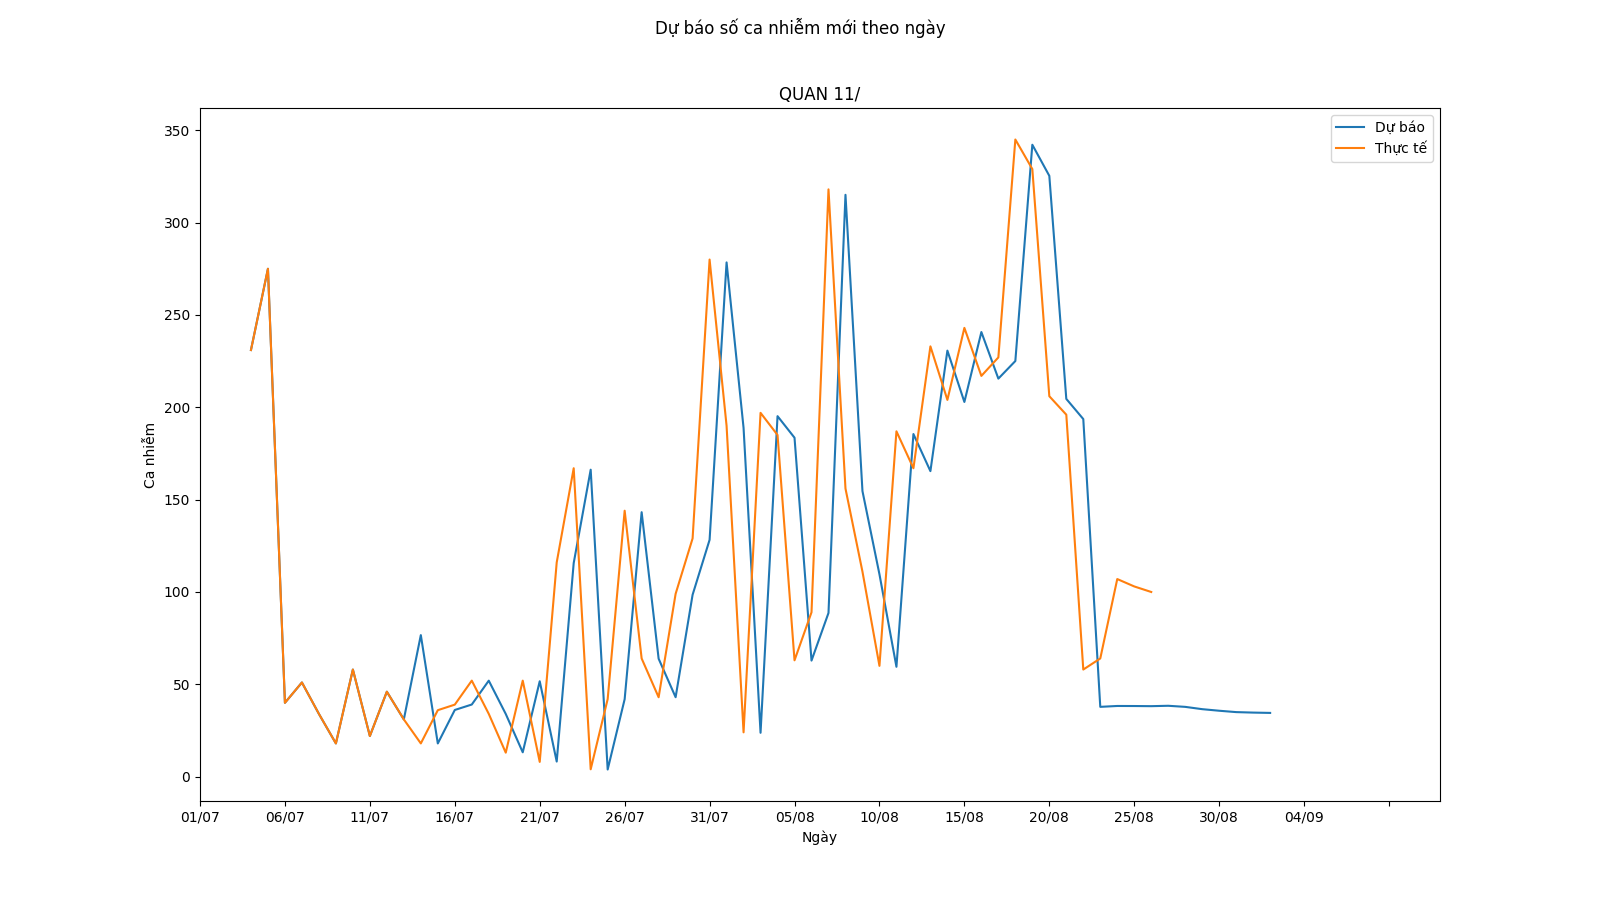 Dự báo số ca nhiễm mới theo ngày
QUAN 11/
Dự báo
Thực tế
350
300
250
200
150
100
50
0
Ca nhiễm
01/07 06/07 11/07 16/07 21/07 26/07 31/07 05/08 10/08 15/08 20/08 25/08 30/08 04/09
Ngày